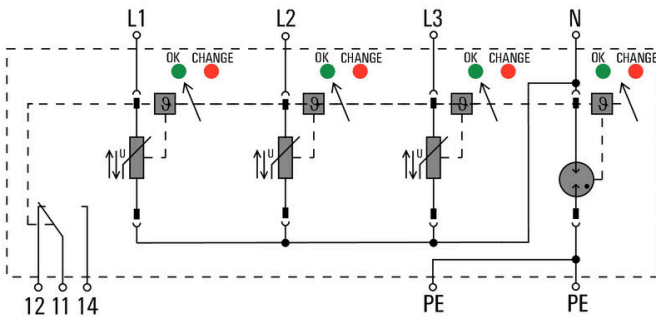 L1 L2 L3 N
OK CHANGE OK CHANGE OK CHANGE OK CHANGE
ϑ ϑ ϑ ϑ
U U U
12 11 14 PE PE